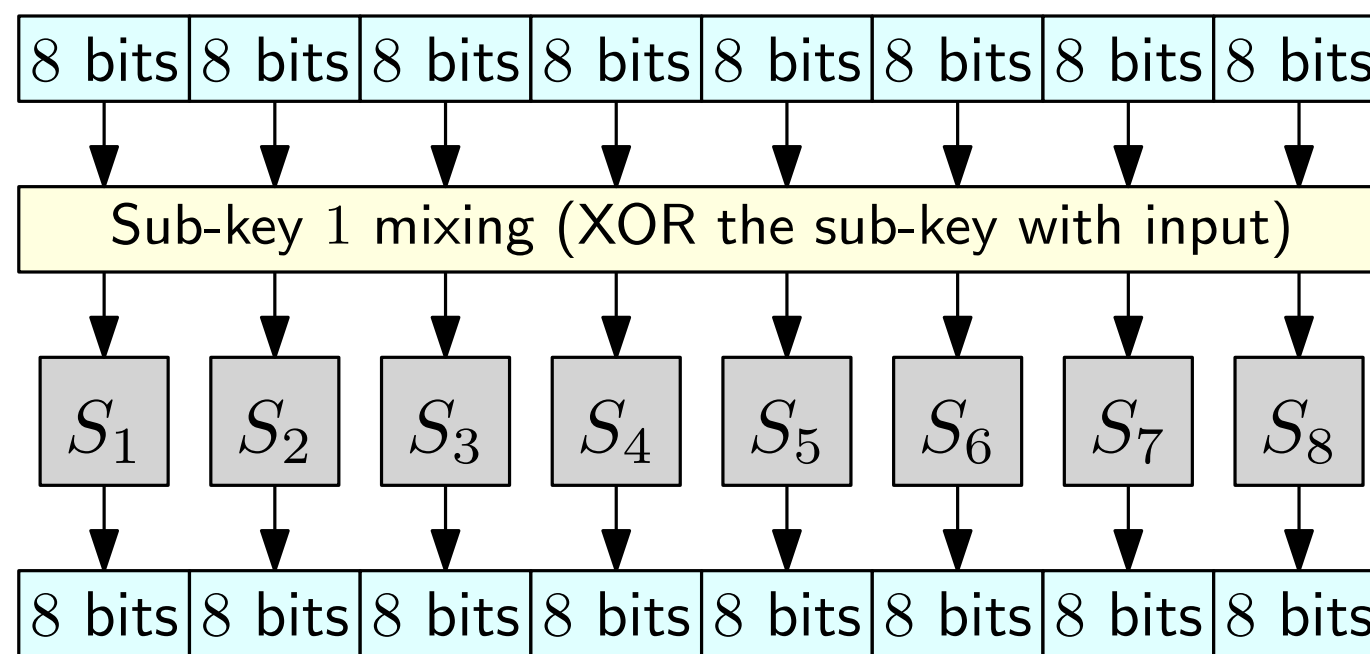 8 bits 8 bits 8 bits 8 bits 8 bits 8 bits 8 bits 8 bits
Sub-key 1 mixing (XOR the sub-key with input)
S₁ S₂ S₃ S₄ S₅ S₆ S₇ S₈
8 bits 8 bits 8 bits 8 bits 8 bits 8 bits 8 bits 8 bits